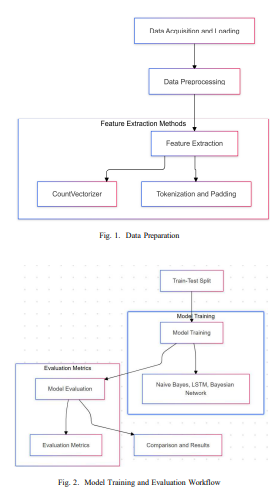 Data Acquisition and Loading
Data Preprocessing
Feature Extraction Methods
Feature Extraction
CountVectorizer
Tokenization and Padding
Fig. 1. Data Preparation
Train-Test Split
Model Training
Model Training
Evaluation Metrics
Model Evaluation
Naive Bayes, LSTM, Bayesian
Network
Evaluation Metrics
Comparison and Results
Fig. 2. Model Training and Evaluation Workflow